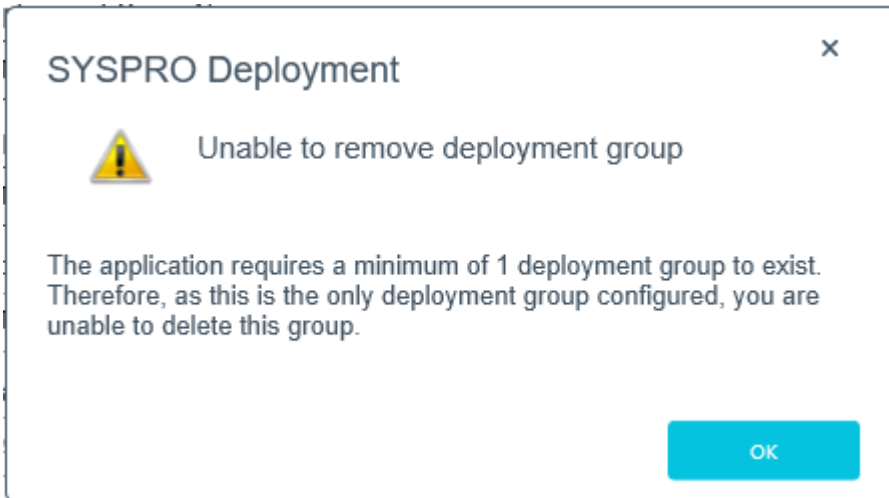 SYSPRO Deployment
Unable to remove deployment group
The application requires a minimum of 1 deployment group to exist.
Therefore, as this is the only deployment group configured, you are
unable to delete this group.
OK